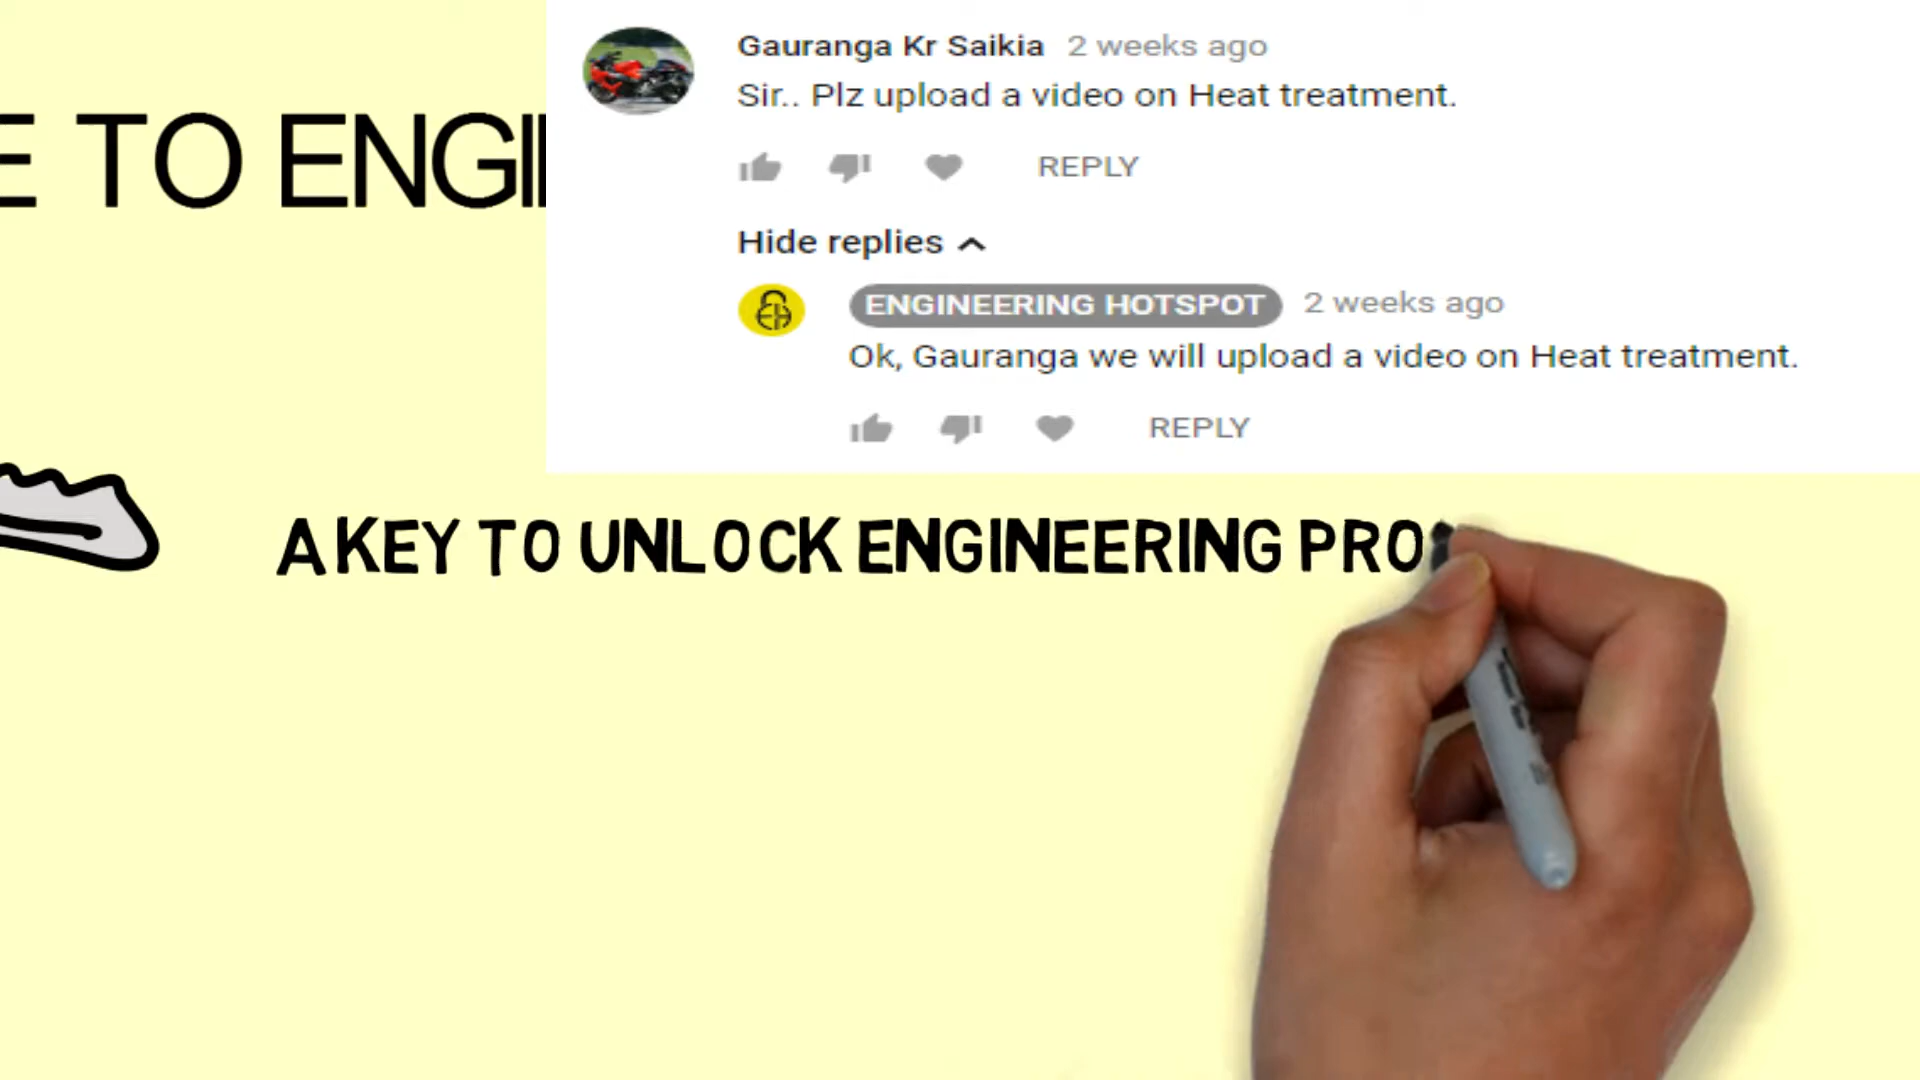 Gauranga Kr Saikia 2 weeks ago
Sir.. Plz upload a video on Heat treatment.
REPLY
E TO ENGI
Hide replies
ENGINEERING HOTSPOT 2 weeks ago
Ok, Gauranga we will upload a video on Heat treatment.
REPLY
A KEY TO UNLOCK ENGINEERING PRO